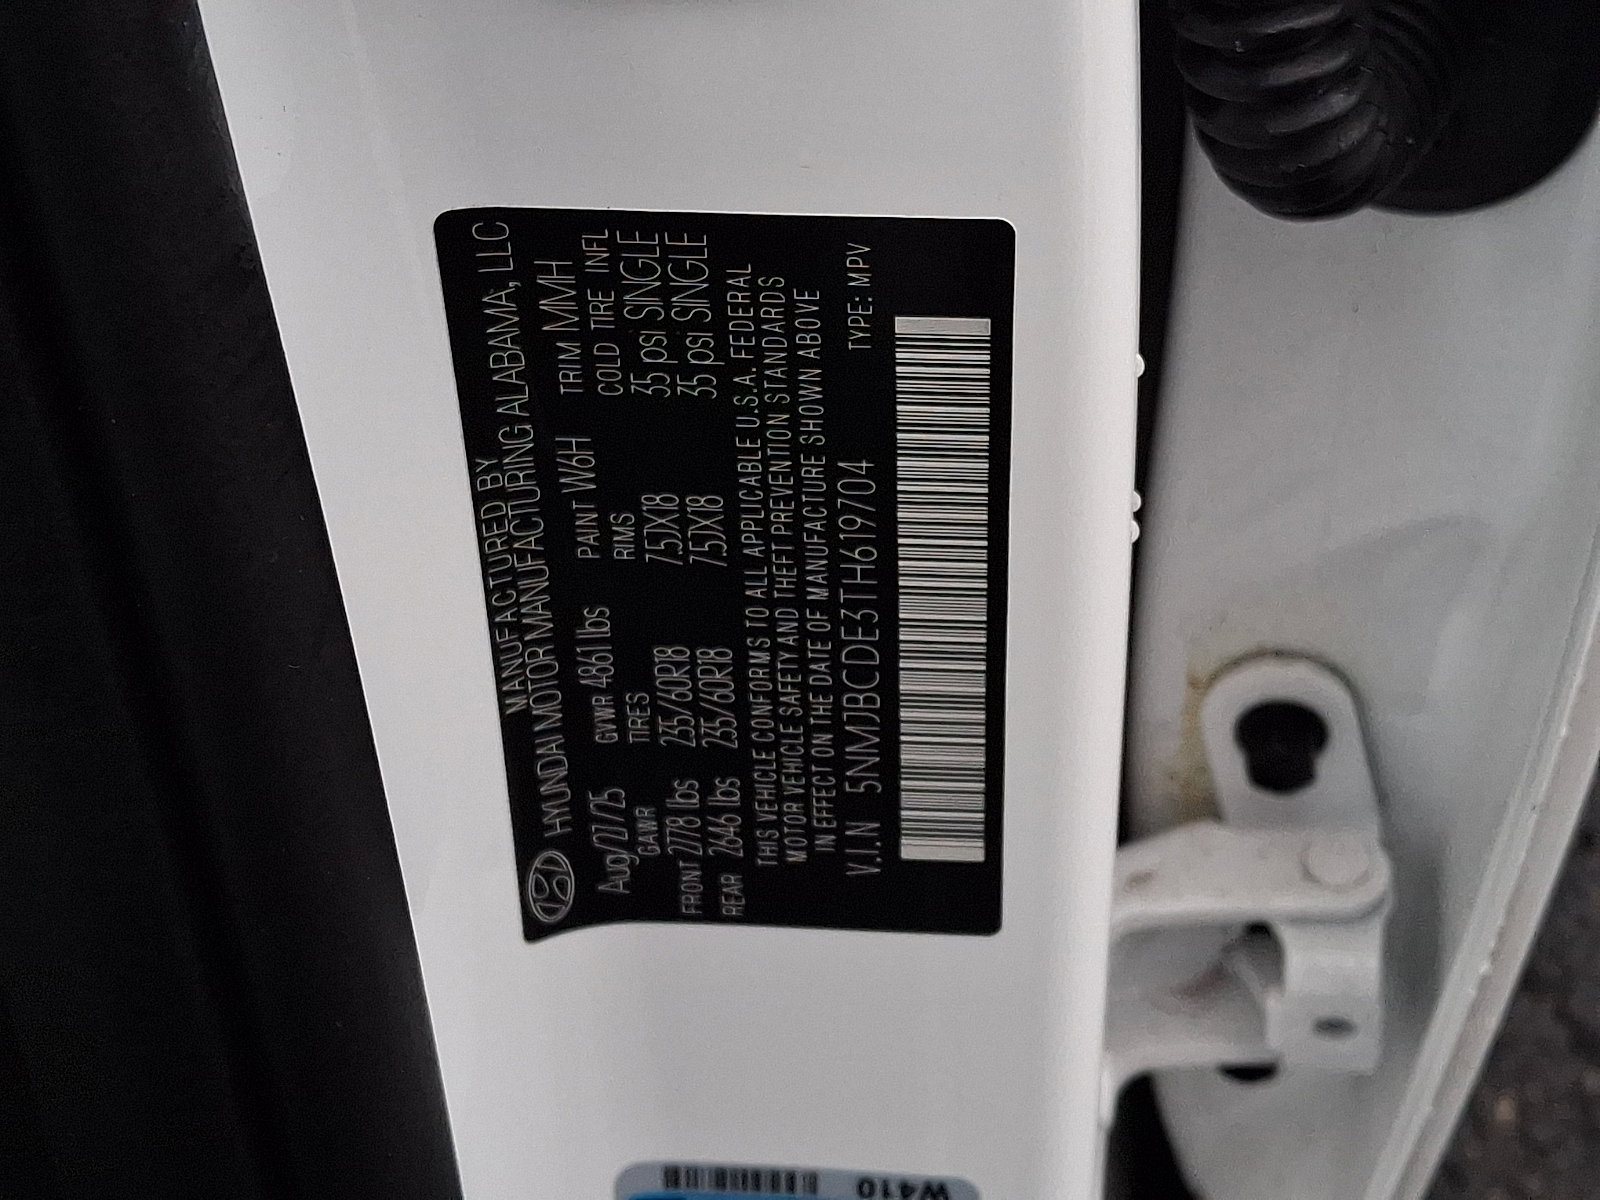 MANUFACTURED BY
HYUNDAI MOTOR MANUFACTURING ALABAMA, LLC
Aug/27/25 GVWR 4861 lbs PAINT W6H TRIM MMH
GAWR TIRES RIMS COLD TIRE INFL
FRONT 2778 lbs 235/60R18 7.5JX18 35 psi SINGLE
REAR 2646 lbs 235/60R18 7.5JX18 35 psi SINGLE
THIS VEHICLE CONFORMS TO ALL APPLICABLE U.S.A. FEDERAL
MOTOR VEHICLE SAFETY AND THEFT PREVENTION STANDARDS
IN EFFECT ON THE DATE OF MANUFACTURE SHOWN ABOVE
V.I.N 5NMJBCDE3TH619704 TYPE: MPV
W410